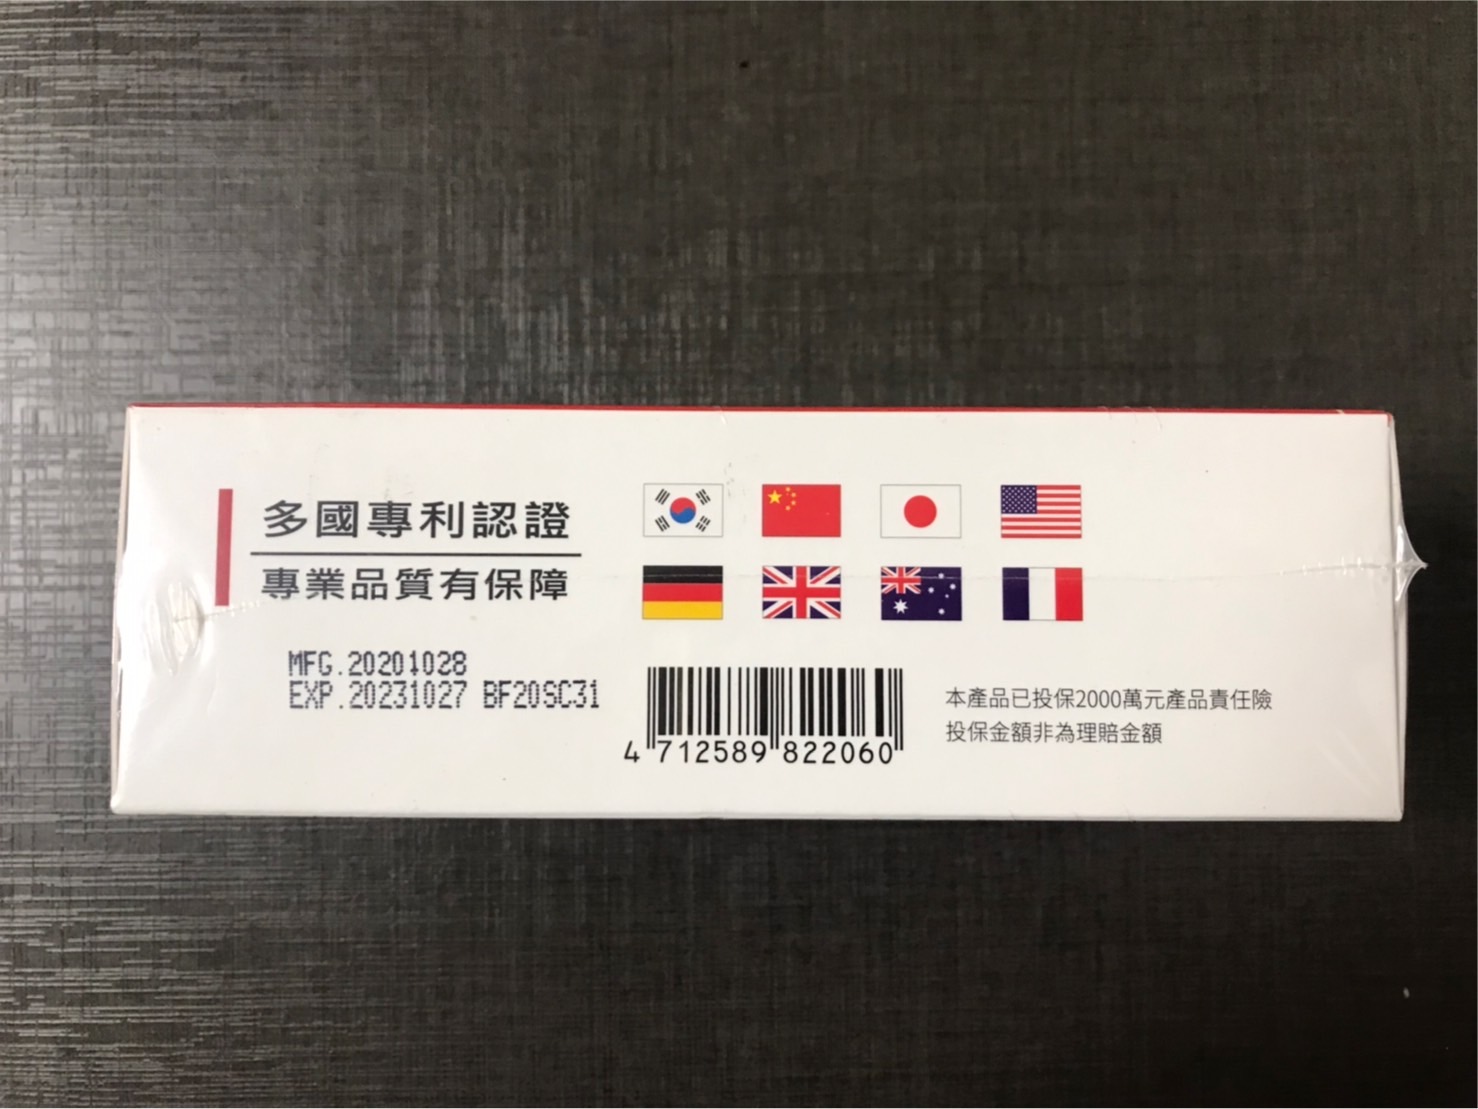 多國專利認證
專業品質有保障
MFG.20201028
EXP.20231027 BF20SC31
4 712589 822060
本產品已投保2000萬元產品責任險
投保金額非為理賠金額